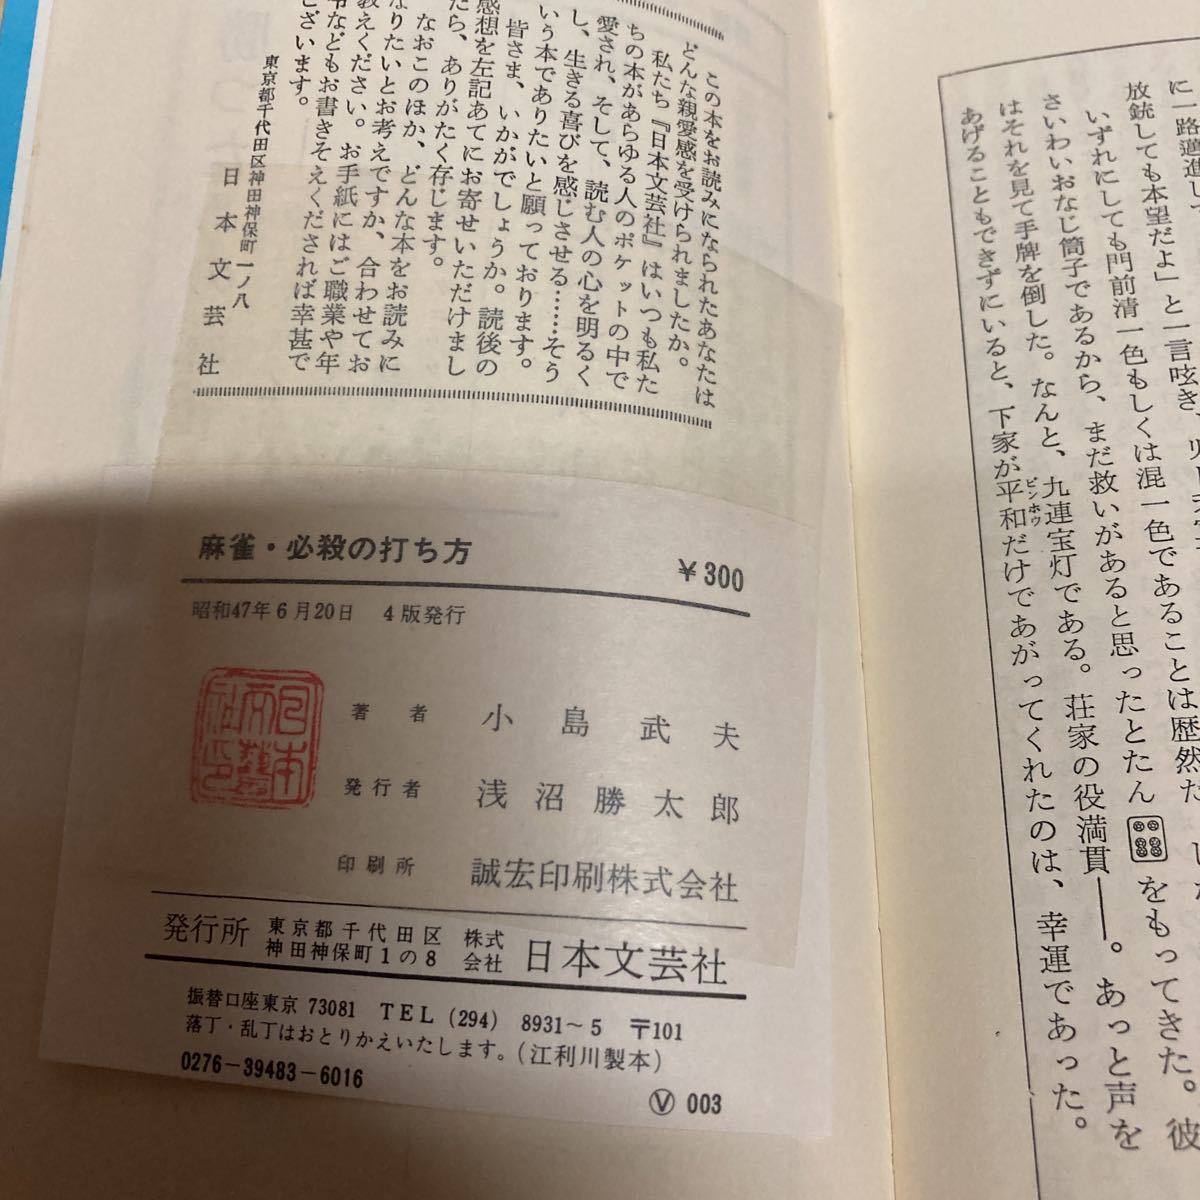 に一路邁進して
放銃しても本望だよ」と一言呟き、
いずれにしても門前清一色もしくは混一色であることは歴然た
さいわいおなじ筒子であるから、まだ救いがあると思ったとたん
をもってきた。彼
はそれを見て手牌を倒した。なんと、九連宝灯である。荘家の役満貫――。あっと声を
あげることもできずにいると、下家が平和だけであがってくれたのは、幸運であった。
ピンホウ
この本をお読みになられたあなたは
どんな親愛感を受けられましたか。
私たち『日本文芸社』はいつも私た
ちの本があらゆる人のポケットの中で
愛され、そして、読む人の心を明るく
し、生きる喜びを感じさせる……そう
いう本でありたいと願っております。
皆さま、いかがでしょうか。読後の
感想を左記あてにお寄せいただけまし
たら、ありがたく存じます。
なおこのほか、どんな本をお読みに
なりたいとお考えですか、合わせてお
教えください。お手紙にはご職業や年
令などもお書きそえくだされば幸甚で
ございます。
東京都千代田区神田神保町一ノ八
日本文芸社
麻雀・必殺の打ち方
¥300
昭和47年6月20日 4版発行
著者 小島武夫
発行者 浅沼勝太郎
印刷所 誠宏印刷株式会社
発行所 東京都千代田区
神田神保町1の8
株式
会社
日本文芸社
振替口座東京 73081 TEL (294) 8931~5 〒101
落丁・乱丁はおとりかえいたします。(江利川製本)
0276-39483-6016
Ⓥ 003